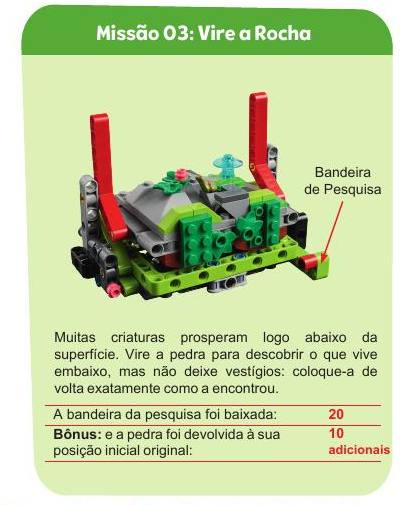 Missão 03: Vire a Rocha
Bandeira
de Pesquisa
Muitas criaturas prosperam logo abaixo da
superfície. Vire a pedra para descobrir o que vive
embaixo, mas não deixe vestígios: coloque-a de
volta exatamente como a encontrou.
A bandeira da pesquisa foi baixada: 20
Bônus: e a pedra foi devolvida à sua 10
posição inicial original: adicionais